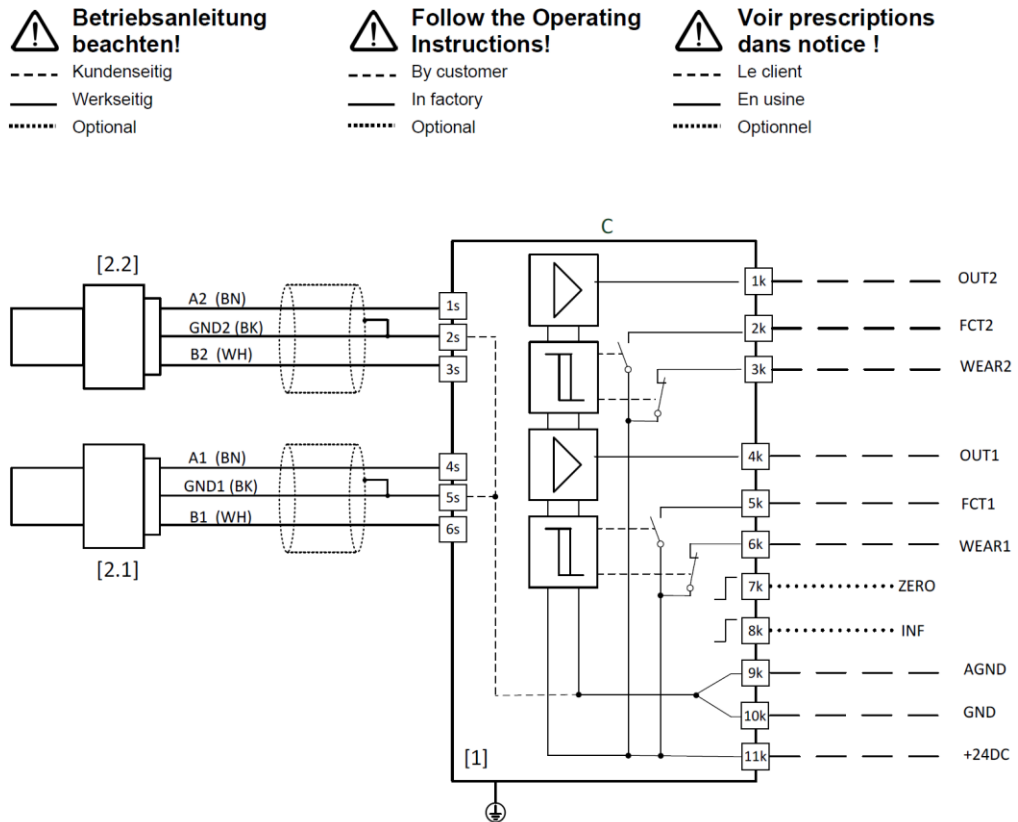 Betriebsanleitung
beachten!
Kundenseitig
Werkseitig
Optional
Follow the Operating
Instructions!
By customer
In factory
Optional
Voir prescriptions
dans notice !
Le client
En usine
Optionnel
C
[2.2]
A2 (BN)
GND2 (BK)
B2 (WH)
1s
2s
3s
A1 (BN)
GND1 (BK)
B1 (WH)
4s
5s
6s
[2.1]
[1]
1k OUT2
2k FCT2
3k WEAR2
4k OUT1
5k FCT1
6k WEAR1
7k ZERO
8k INF
9k AGND
10k GND
11k +24DC